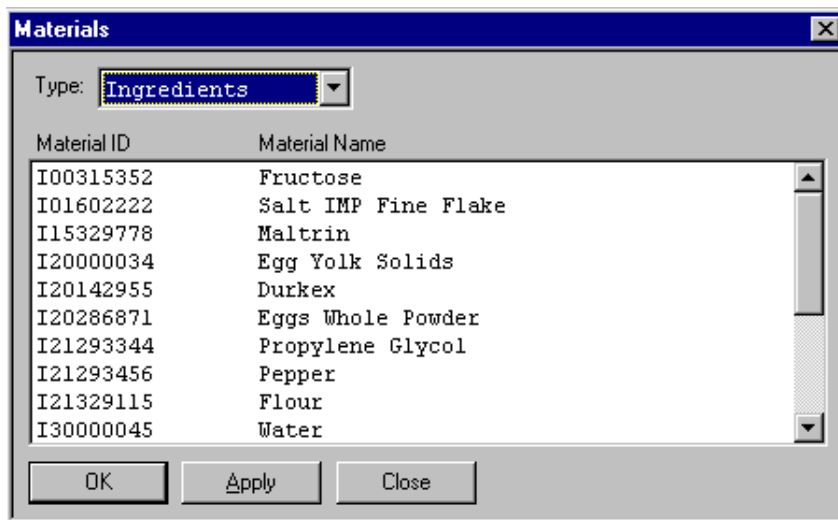 Materials
Type: Ingredients
Material ID Material Name
I00315352 Fructose
I01602222 Salt IMP Fine Flake
I15329778 Maltrin
I20000034 Egg Yolk Solids
I20142955 Durkex
I20286871 Eggs Whole Powder
I21293344 Propylene Glycol
I21293456 Pepper
I21329115 Flour
I30000045 Water
OK Apply Close